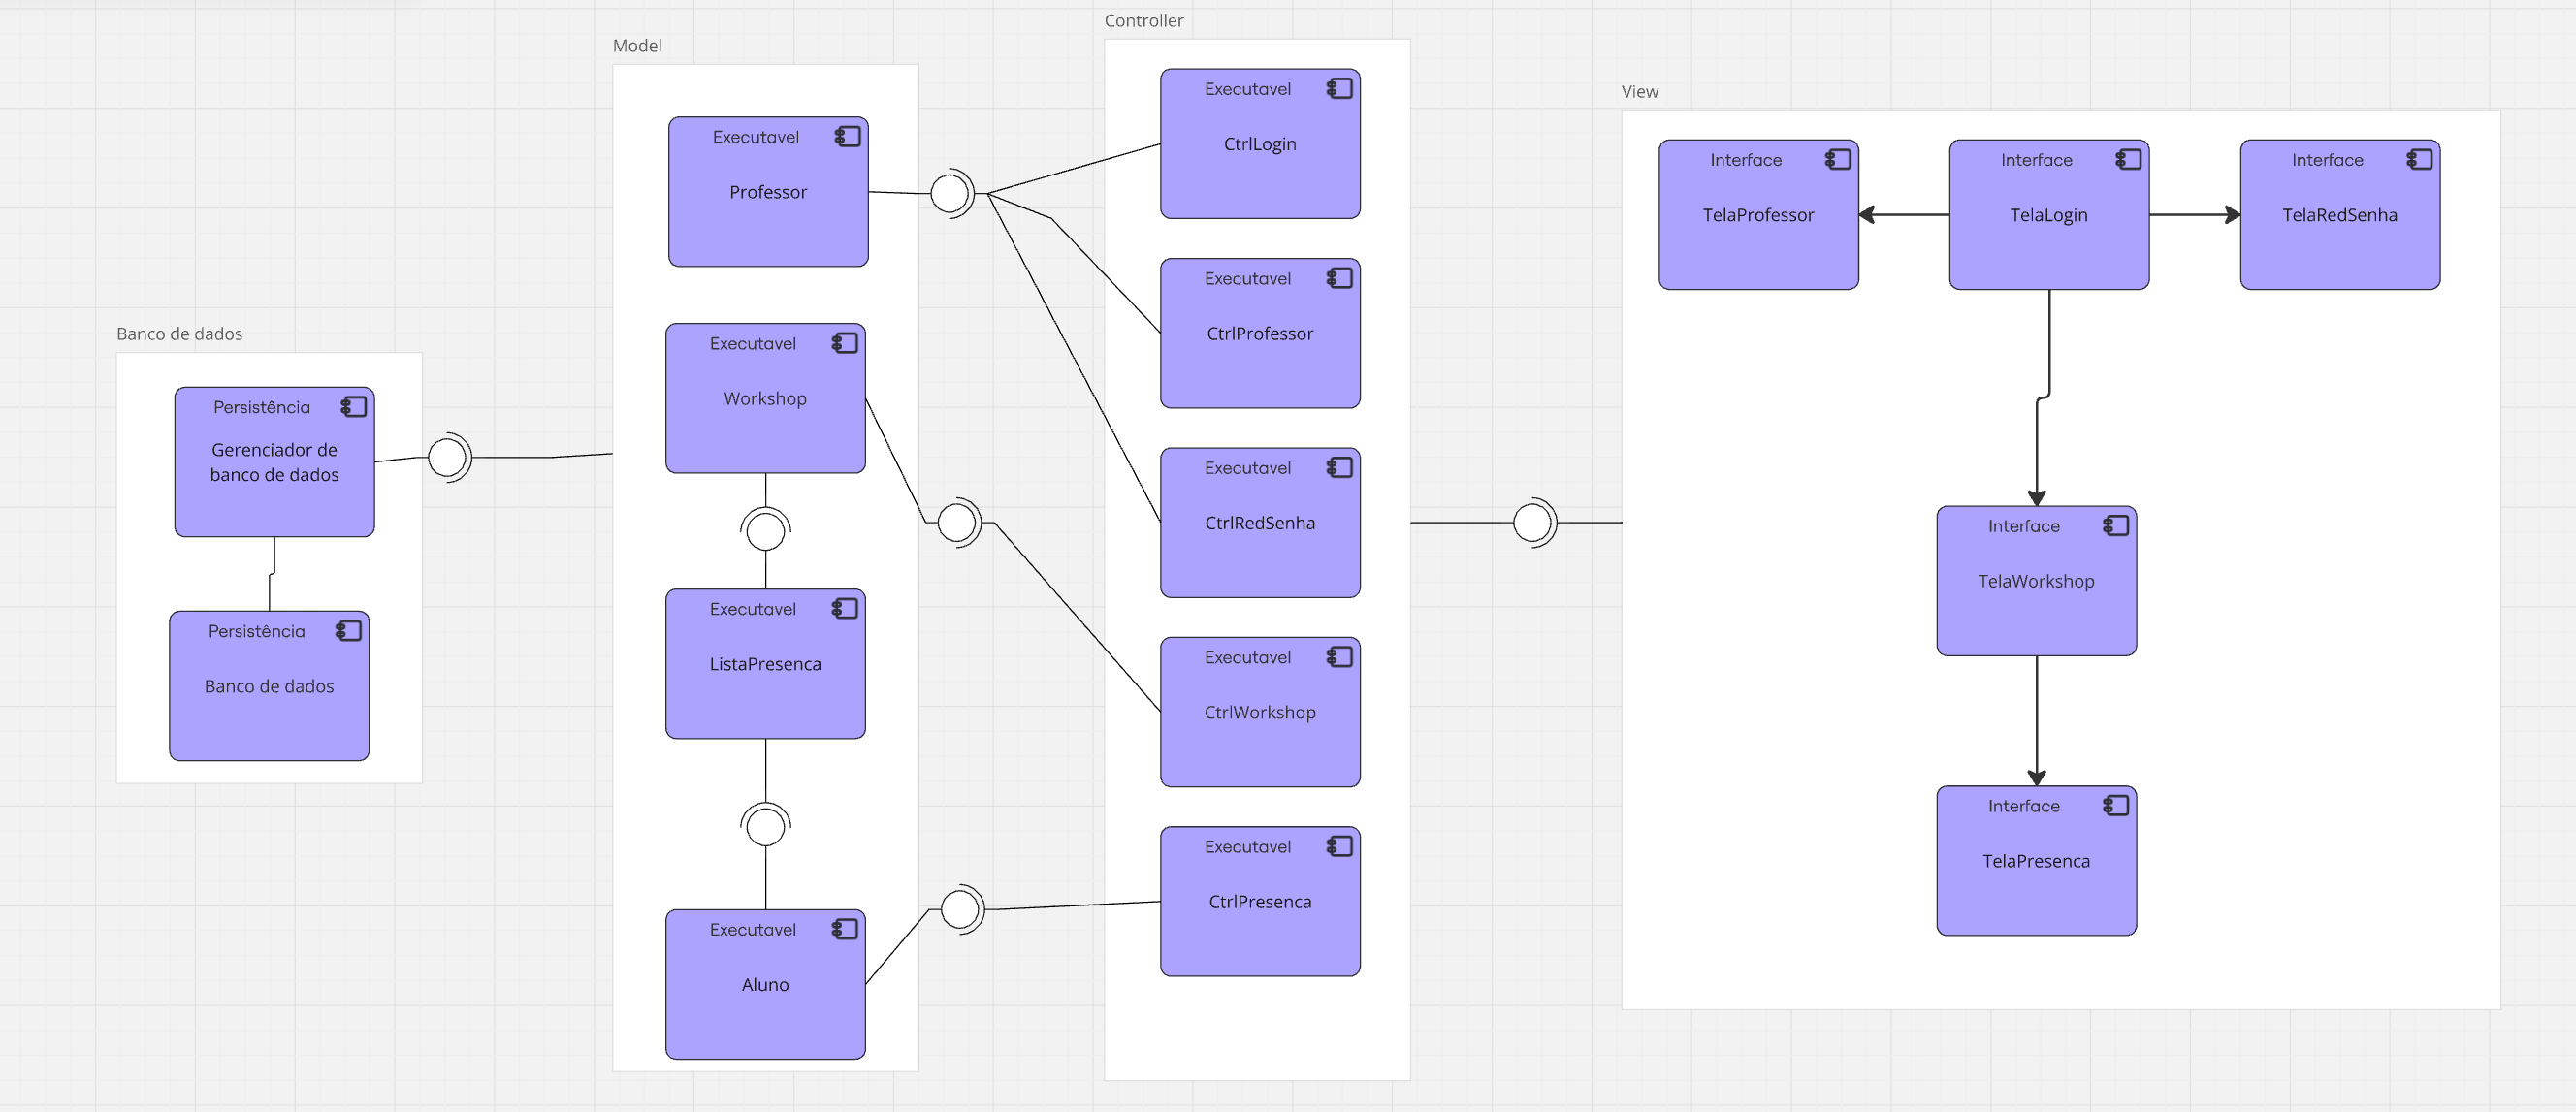 Banco de dados
Persistência
Gerenciador de
banco de dados
Persistência
Banco de dados
Model
Executavel
Professor
Executavel
Workshop
Executavel
ListaPresenca
Executavel
Aluno
Controller
Executavel
CtrlLogin
Executavel
CtrlProfessor
Executavel
CtrlRedSenha
Executavel
CtrlWorkshop
Executavel
CtrlPresenca
View
Interface
TelaProfessor
Interface
TelaLogin
Interface
TelaRedSenha
Interface
TelaWorkshop
Interface
TelaPresenca